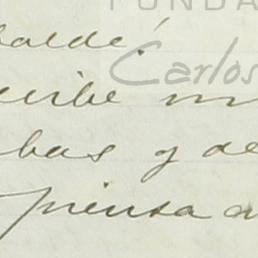 FUNDA
balde!
Carlos
cribe m
bas y de
piensa a